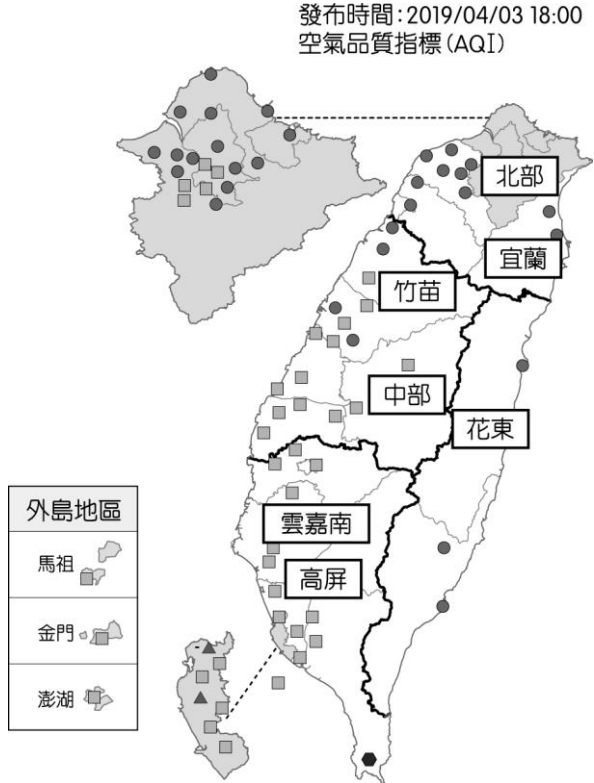 發布時間：2019/04/03 18:00
空氣品質指標（AQI）
北部
宜蘭
竹苗
中部
花東
雲嘉南
高屏
外島地區
馬祖
金門
澎湖